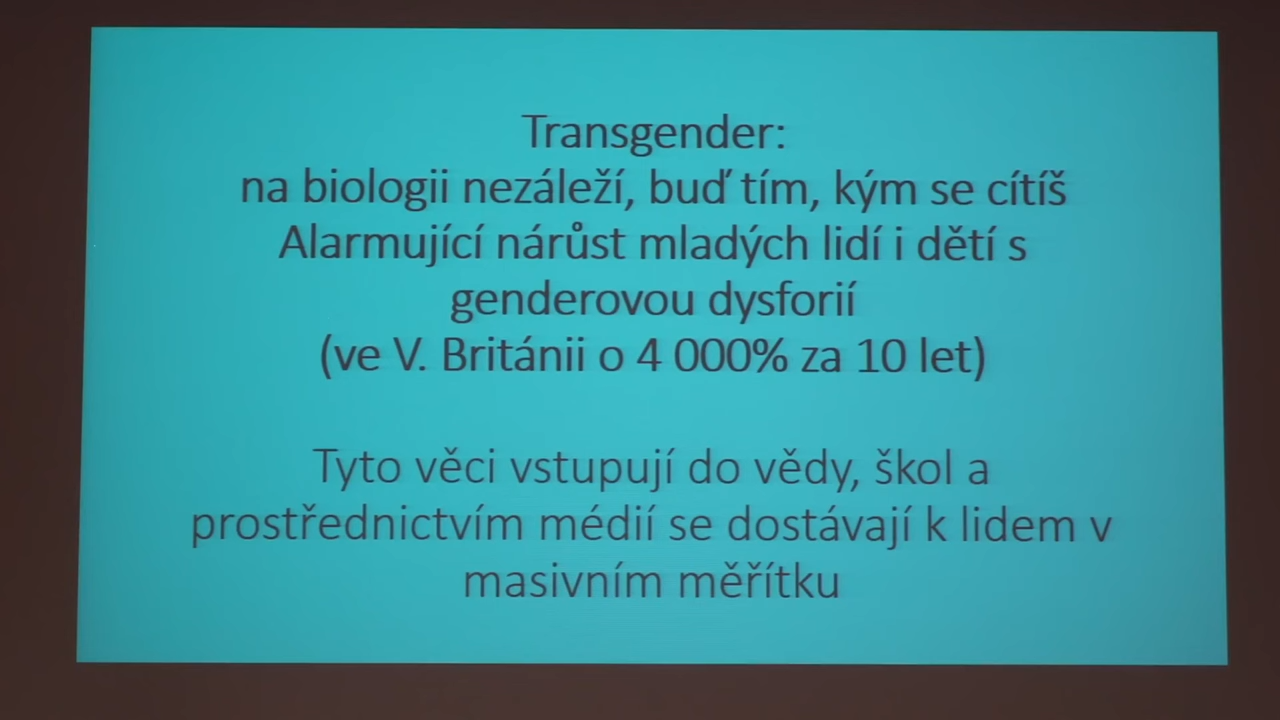 Transgender:
na biologii nezáleží, buď tím, kým se cítíš
Alarmující nárůst mladých lidí i dětí s
genderovou dysforií
(ve V. Británii o 4 000% za 10 let)
Tyto věci vstupují do vědy, škol a
prostřednictvím médií se dostávají k lidem v
masivním měřítku